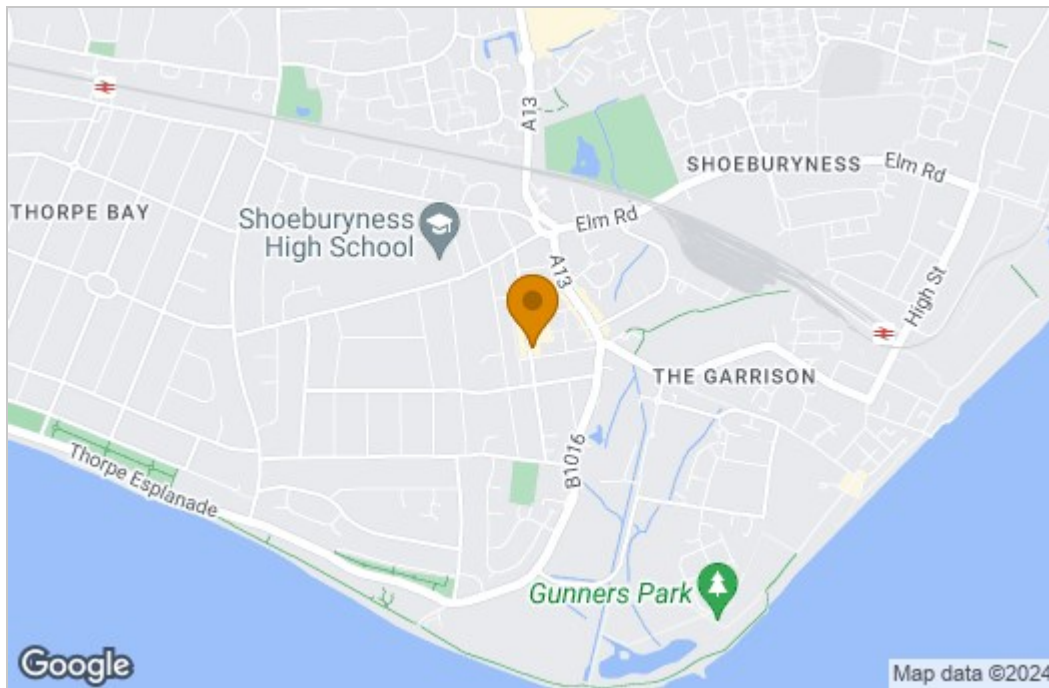 A13
SHOEBURYNESS
Elm Rd
THORPE BAY
Shoeburyness
High School
Elm Rd
A13
High St
THE GARRISON
B1016
Thorpe Esplanade
Gunners Park
Google
Map data ©2024